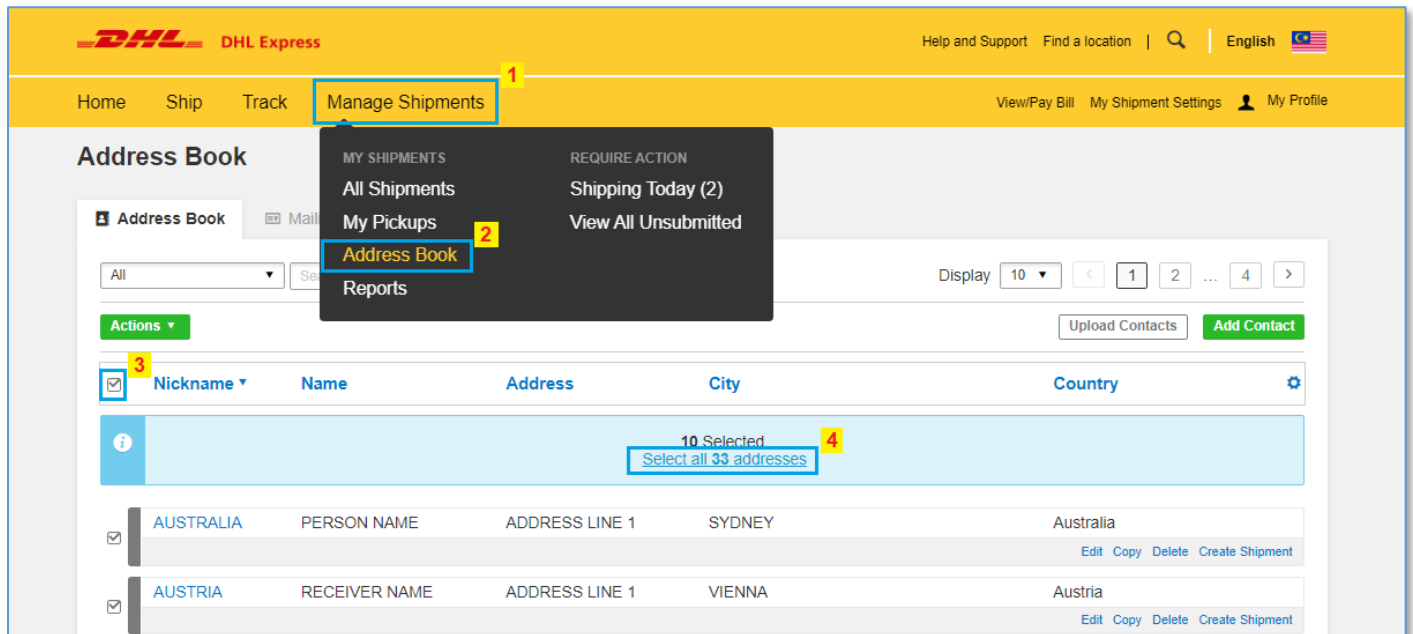 DHL DHL Express
Help and Support Find a location | English
1
Home Ship Track Manage Shipments
View/Pay Bill My Shipment Settings My Profile
Address Book
MY SHIPMENTS
All Shipments
My Pickups
2
Address Book
Reports
REQUIRE ACTION
Shipping Today (2)
View All Unsubmitted
Address Book
All
Display 10 1 2 ... 4
Actions
Upload Contacts Add Contact
3
Nickname Name Address City Country
10 Selected
4
Select all 33 addresses
AUSTRALIA PERSON NAME ADDRESS LINE 1 SYDNEY Australia
Edit Copy Delete Create Shipment
AUSTRIA RECEIVER NAME ADDRESS LINE 1 VIENNA Austria
Edit Copy Delete Create Shipment